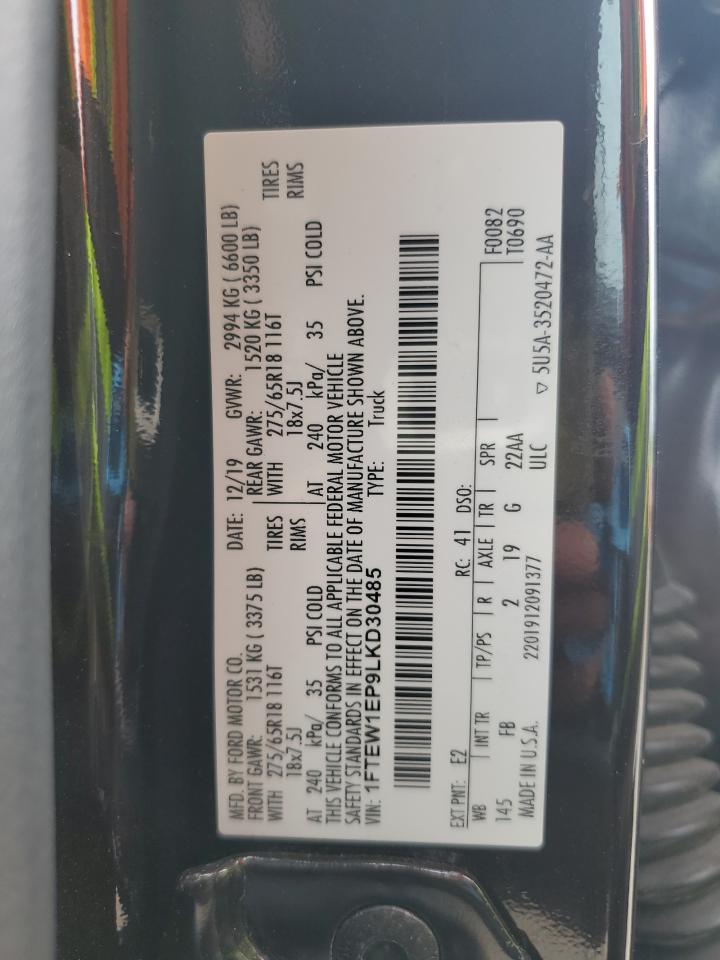 MFD. BY FORD MOTOR CO. DATE: 12/19 GVWR: 2994 KG ( 6600 LB)
FRONT GAWR: 1531 KG ( 3375 LB) REAR GAWR: 1520 KG ( 3350 LB)
WITH 275/65R18 116T TIRES WITH 275/65R18 116T TIRES
18x7.5J RIMS 18x7.5J RIMS
AT 240 kPa/ 35 PSI COLD AT 240 kPa/ 35 PSI COLD
THIS VEHICLE CONFORMS TO ALL APPLICABLE FEDERAL MOTOR VEHICLE
SAFETY STANDARDS IN EFFECT ON THE DATE OF MANUFACTURE SHOWN ABOVE.
VIN: 1FTEW1EP9LKD30485 TYPE: Truck
EXT PNT: E2 RC: 41 DSO: F0082
WB INT TR TP/PS R AXLE TR SPR T0690
145 FB 2 19 G 22AA
MADE IN U.S.A. 2201912091377 ULC
▽ 5U5A-3520472-AA